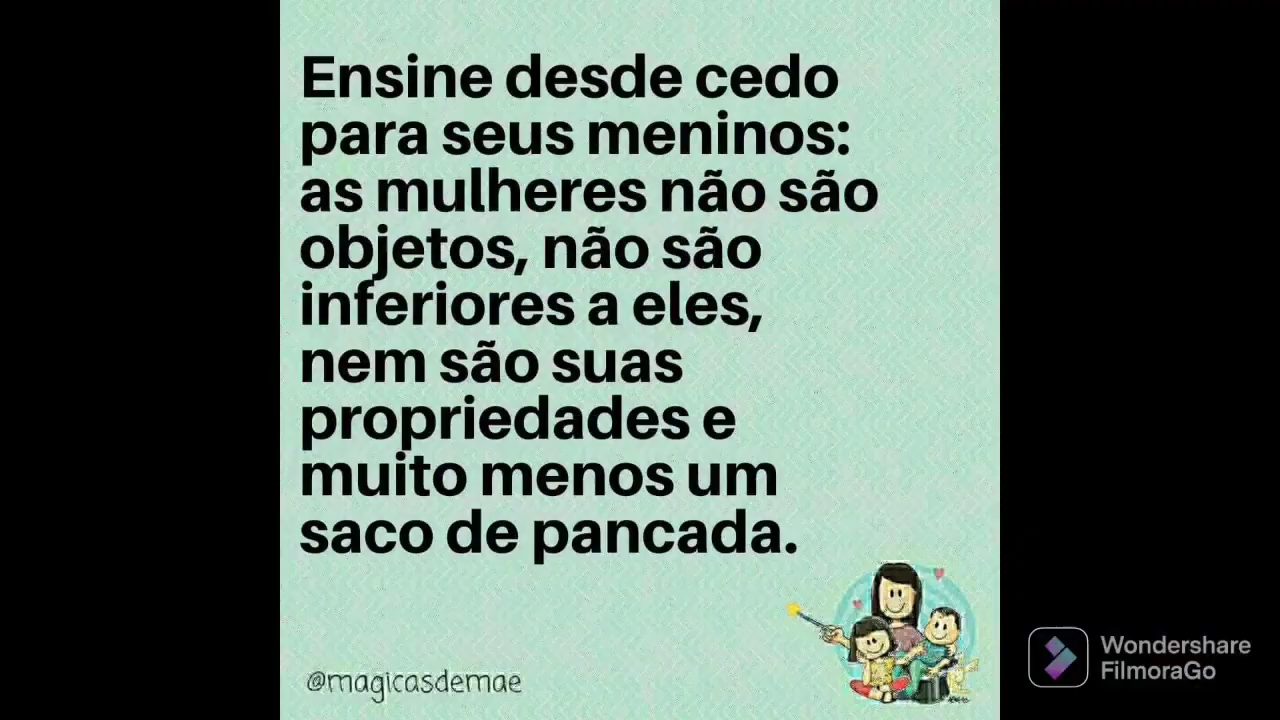 Ensine desde cedo
para seus meninos:
as mulheres não são
objetos, não são
inferiores a eles,
nem são suas
propriedades e
muito menos um
saco de pancada.
@magicasdemae
Wondershare
FilmoraGo